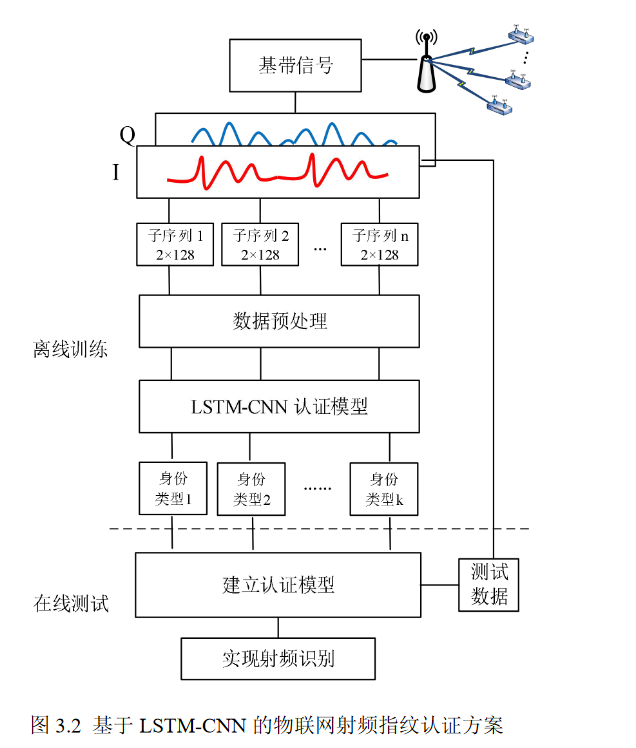 基带信号
Q
I
子序列 1
2×128
子序列 2
2×128
...
子序列 n
2×128
数据预处理
离线训练
LSTM-CNN 认证模型
身份
类型1
身份
类型2
......
身份
类型k
建立认证模型
测试
数据
在线测试
实现射频识别
图 3.2 基于 LSTM-CNN 的物联网射频指纹认证方案